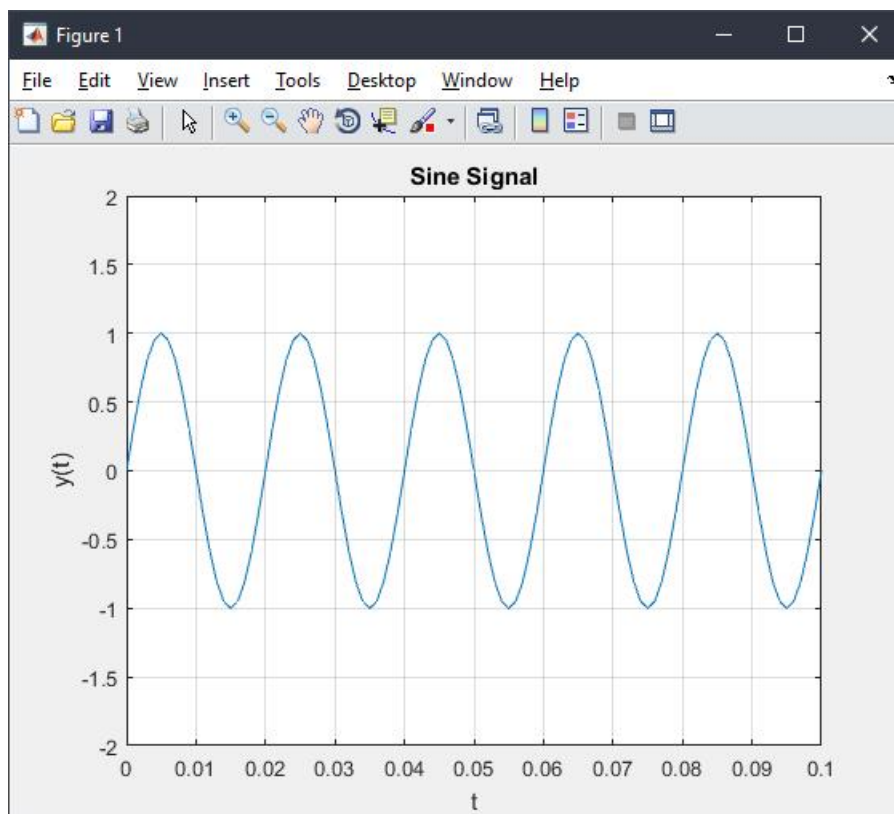 Figure 1
File Edit View Insert Tools Desktop Window Help
Sine Signal
2
1.5
1
0.5
0
-0.5
-1
-1.5
-2
y(t)
0 0.01 0.02 0.03 0.04 0.05 0.06 0.07 0.08 0.09 0.1
t